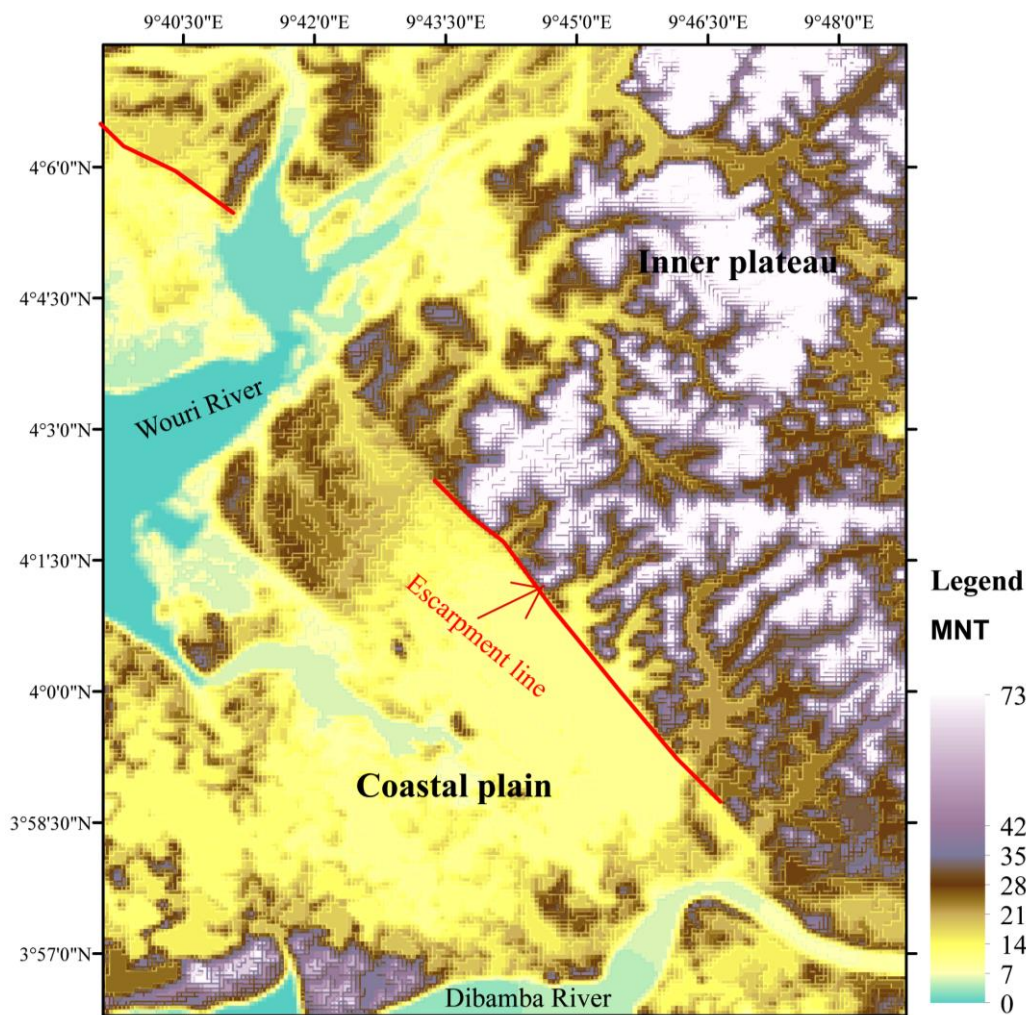 9°40'30"E 9°42'0"E 9°43'30"E 9°45'0"E 9°46'30"E 9°48'0"E
4°6'0"N
Inner plateau
4°4'30"N
Wouri River
4°3'0"N
4°1'30"N
Escarpment line
Legend
MNT
4°0'0"N
73
Coastal plain
3°58'30"N
42
35
28
21
14
7
0
3°57'0"N
Dibamba River